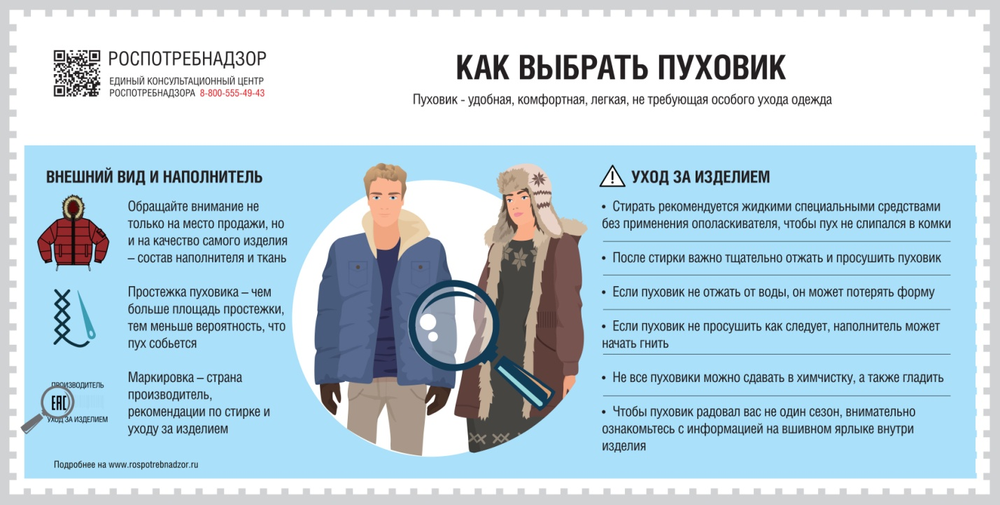 РОСПОТРЕБНАДЗОР
ЕДИНЫЙ КОНСУЛЬТАЦИОННЫЙ ЦЕНТР
РОСПОТРЕБНАДЗОРА 8-800-555-49-43
КАК ВЫБРАТЬ ПУХОВИК
Пуховик - удобная, комфортная, легкая, не требующая особого ухода одежда
ВНЕШНИЙ ВИД И НАПОЛНИТЕЛЬ
Обращайте внимание не
только на место продажи, но
и на качество самого изделия
– состав наполнителя и ткань
Простежка пуховика – чем
больше площадь простежки,
тем меньше вероятность, что
пух собьется
ПРОИЗВОДИТЕЛЬ
EAC
УХОД ЗА ИЗДЕЛИЕМ
Маркировка – страна
производитель,
рекомендации по стирке и
уходу за изделием
Подробнее на www.rospotrebnadzor.ru
УХОД ЗА ИЗДЕЛИЕМ
• Стирать рекомендуется жидкими специальными средствами
без применения ополаскивателя, чтобы пух не слипался в комки
• После стирки важно тщательно отжать и просушить пуховик
• Если пуховик не отжать от воды, он может потерять форму
• Если пуховик не просушить как следует, наполнитель может
начать гнить
• Не все пуховики можно сдавать в химчистку, а также гладить
• Чтобы пуховик радовал вас не один сезон, внимательно
ознакомьтесь с информацией на вшивном ярлыке внутри
изделия